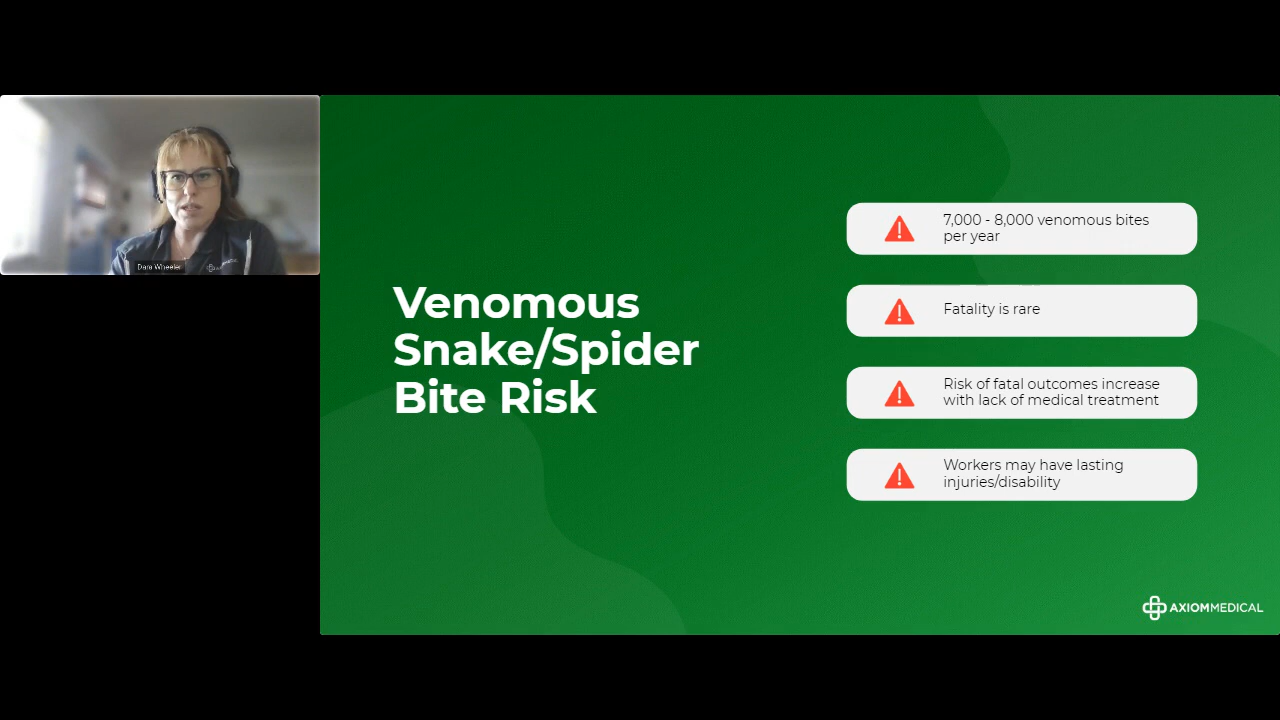 Dara Wheeler
Venomous
Snake/Spider
Bite Risk
7,000 - 8,000 venomous bites
per year
Fatality is rare
Risk of fatal outcomes increase
with lack of medical treatment
Workers may have lasting
injuries/disability
AXIOMMEDICAL